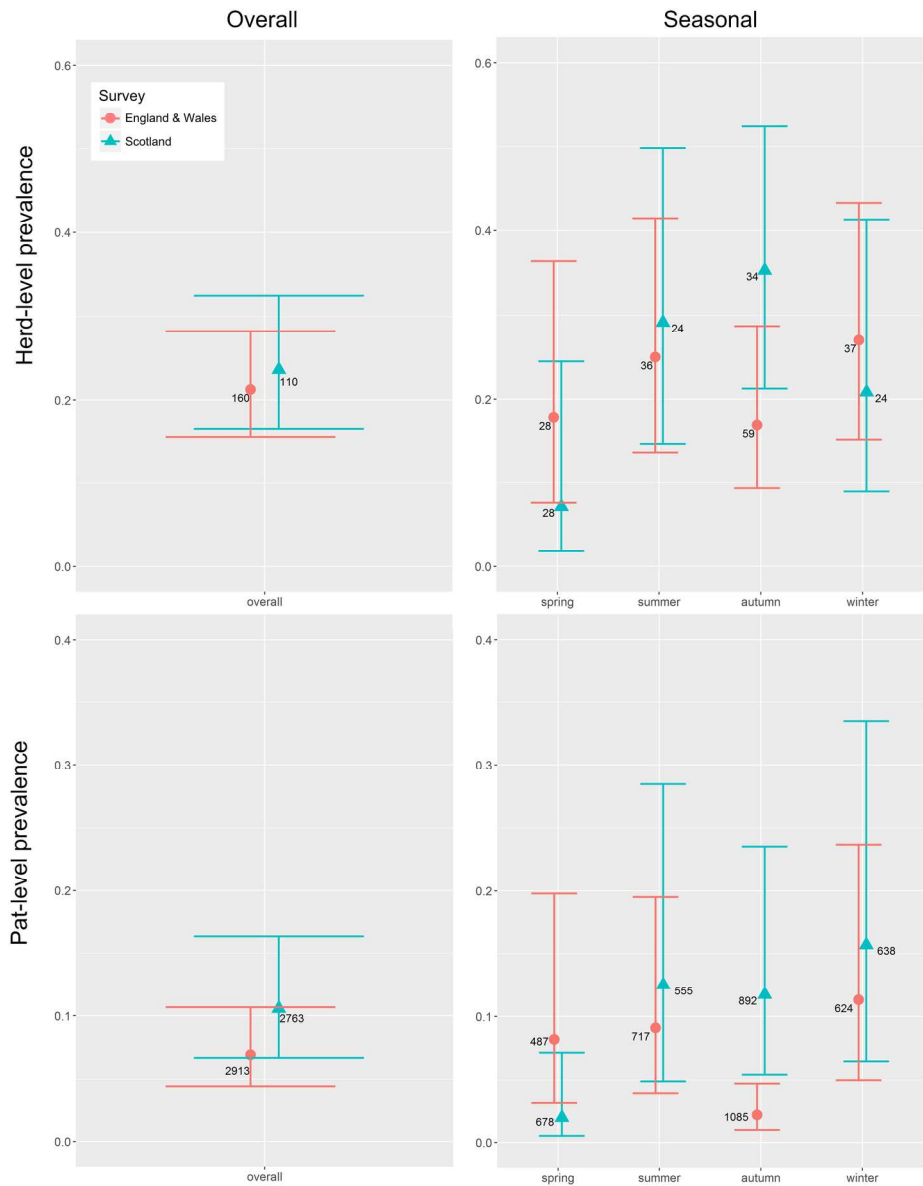 Overall
Seasonal
Herd-level prevalence
0.6
0.4
0.2
0.0
Survey
England & Wales
Scotland
160
110
overall
0.6
0.4
0.2
0.0
28
28
36
24
59
34
37
24
spring
summer
autumn
winter
Pat-level prevalence
0.4
0.3
0.2
0.1
0.0
2913
2763
overall
0.4
0.3
0.2
0.1
0.0
487
678
717
555
1085
892
624
638
spring
summer
autumn
winter